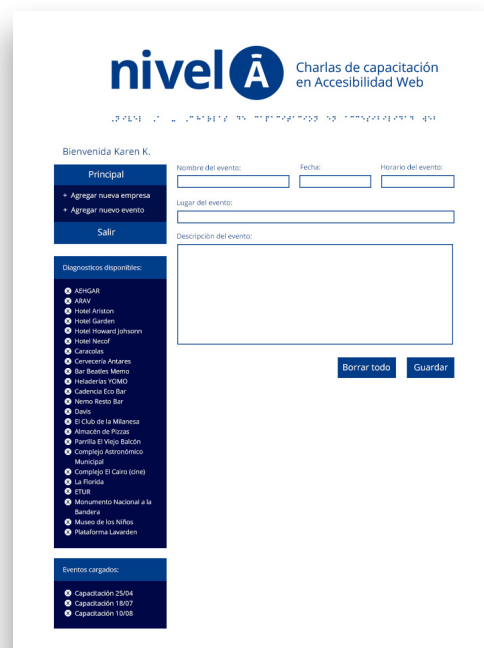 nivel Ā
Charlas de capacitación
en Accesibilidad Web
Bienvenida Karen K.
Principal
+ Agregar nueva empresa
+ Agregar nuevo evento
Salir
Diagnosticos disponibles:
AEHGAR
ARAV
Hotel Ariston
Hotel Garden
Hotel Howard Johsonn
Hotel Necof
Caracolas
Cervecería Antares
Bar Beatles Memo
Heladerías YOMO
Cadencia Eco Bar
Nemo Resto Bar
Davis
El Club de la Milanesa
Almacén de Pizzas
Parrilla El Viejo Balcón
Complejo Astronómico
Municipal
Complejo El Cairo (cine)
La Florida
ETUR
Monumento Nacional a la
Bandera
Museo de los Niños
Plataforma Lavarden
Eventos cargados:
Capacitación 25/04
Capacitación 18/07
Capacitación 10/08
Nombre del evento: Fecha: Horario del evento:
Lugar del evento:
Descripciòn del evento:
Borrar todo Guardar